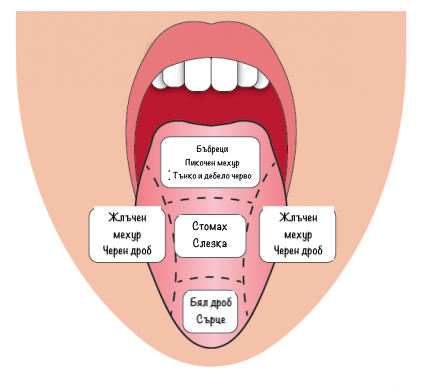 Бъбреци
Пикочен мехур
Тънко и дебело черво
Жлъчен
мехур
Черен дроб
Стомах
Слезка
Жлъчен
мехур
Черен дроб
Бял дроб
Сърце